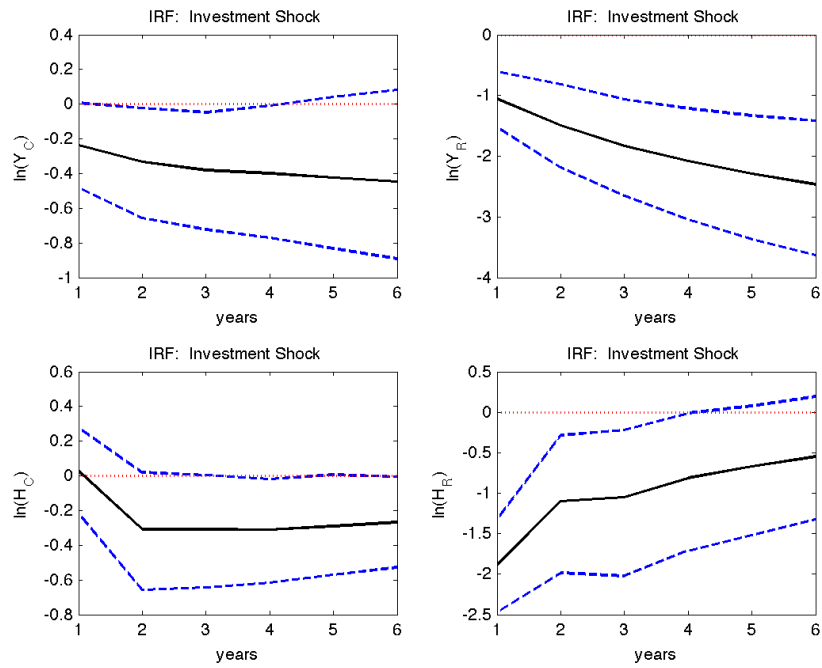 IRF: Investment Shock
0.4
0.2
0
-0.2
-0.4
-0.6
-0.8
-1
ln(Y_C)
1 2 3 4 5 6
years
IRF: Investment Shock
0
-1
-2
-3
-4
ln(Y_R)
1 2 3 4 5 6
years
IRF: Investment Shock
0.6
0.4
0.2
0
-0.2
-0.4
-0.6
-0.8
ln(H_C)
1 2 3 4 5 6
years
IRF: Investment Shock
0.5
0
-0.5
-1
-1.5
-2
-2.5
ln(H_R)
1 2 3 4 5 6
years